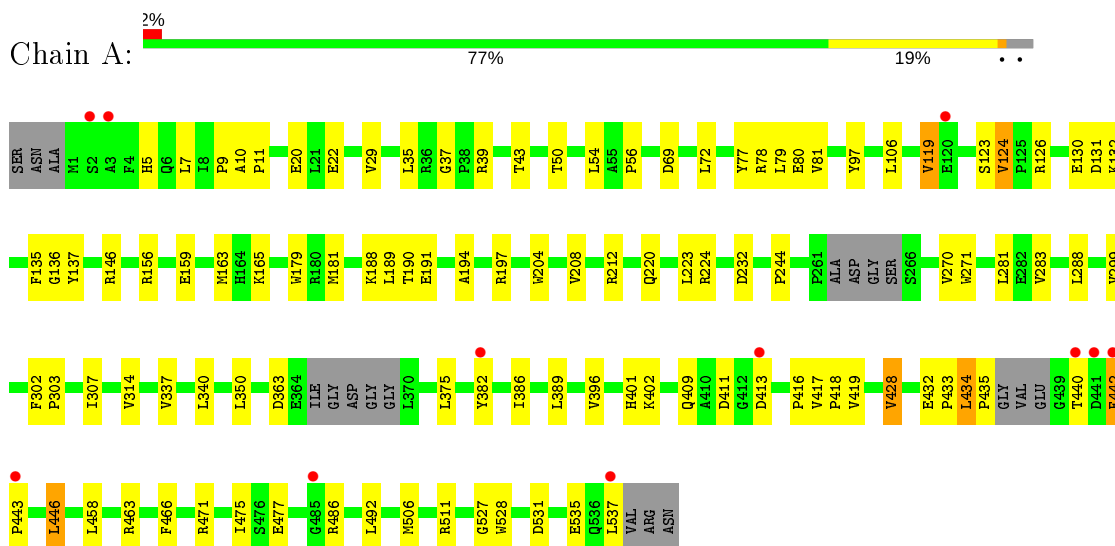 2%
Chain A:
77% 19% • •
SER ASN ALA M1 S2 A3 F4 H5 Q6 L7 I8 P9 A10 P11 E20 L21 E22 V29 L35 R36 G37 P38 R39 T43 T50 L54 A55 P56 D69 L72 Y77 R78 L79 E80 V81 Y97 L106 V119 E120 S123 V124 P125 R126 E130 D131 K132
F135 G136 Y137 R146 R156 E159 M163 H164 K165 W179 R180 M181 K188 L189 T190 E191 A194 R197 W204 V208 R212 Q220 L223 R224 D232 P244 P261 ALA ASP GLY SER S266 V270 W271 L281 E282 V283 L288 V299
F302 P303 I307 V314 V337 L340 L350 D363 E364 ILE GLY ASP GLY GLY L370 L375 Y382 I386 L389 V396 H401 K402 Q409 A410 D411 G412 D413 P416 V417 P418 V419 V428 E432 P433 L434 P435 GLY VAL GLU G439 T440 D441 E442
P443 L446 L458 R463 F466 R471 I475 S476 E477 G485 R486 L492 M506 R511 G527 W528 D531 E535 Q536 L537 VAL ARG ASN